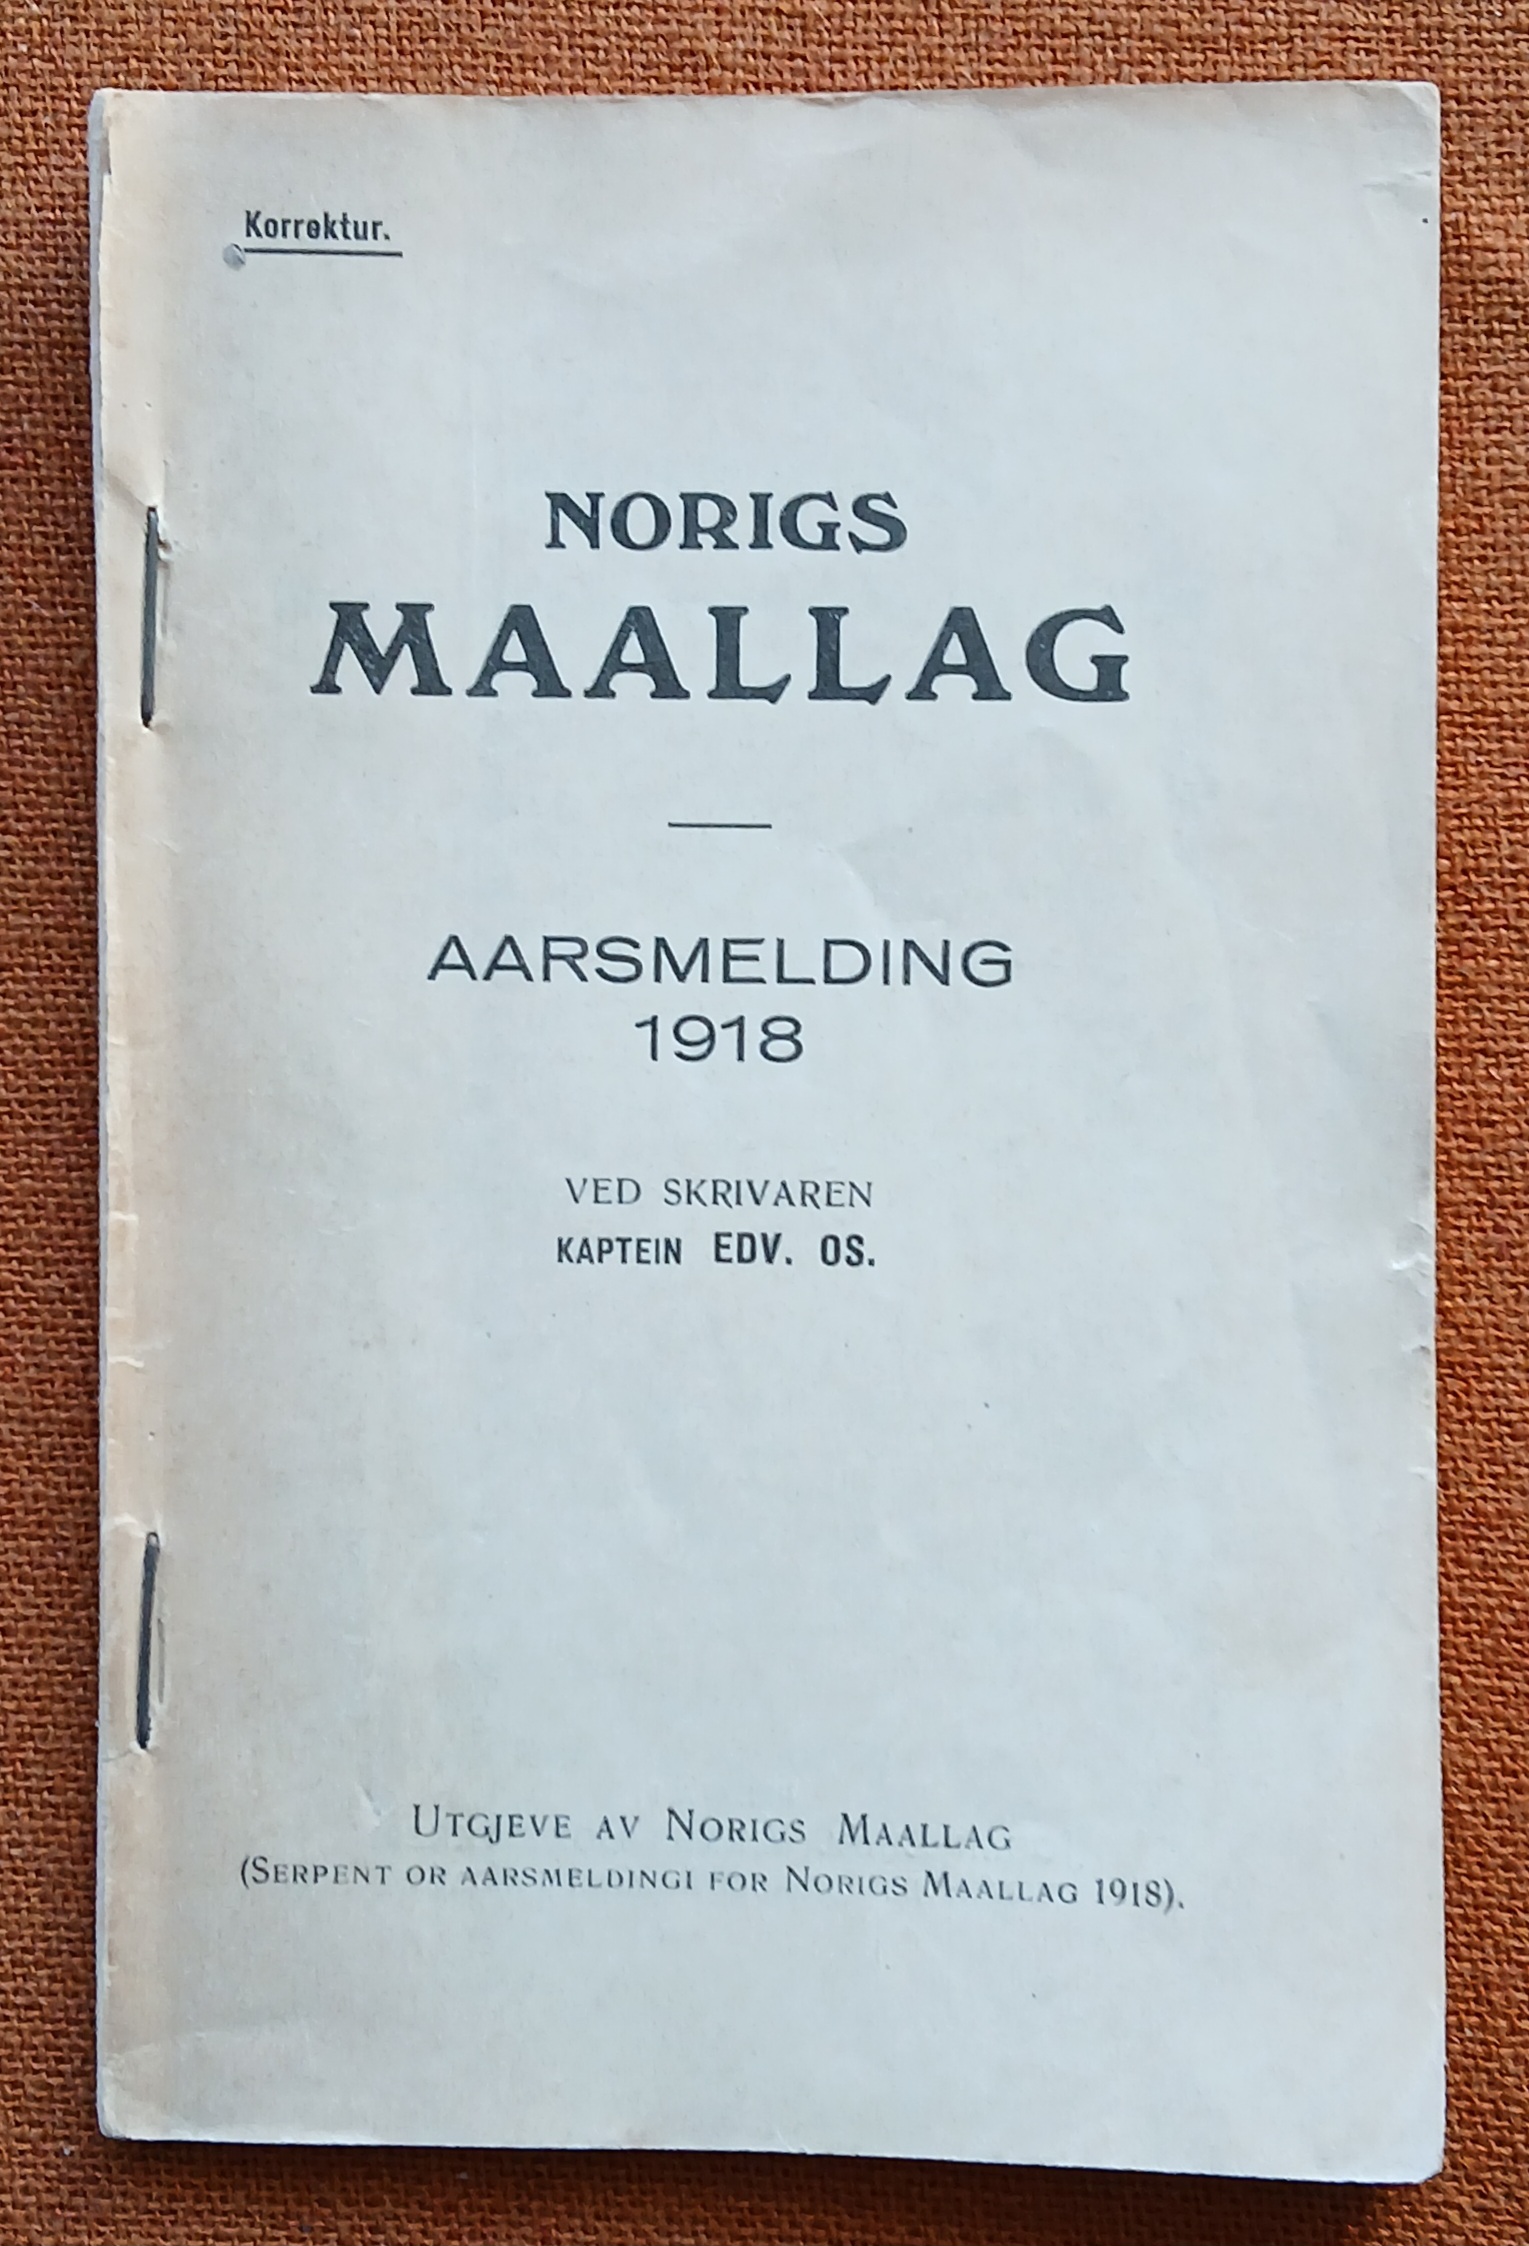 Korrektur.
NORIGS
MAALLAG
AARSMELDING
1918
VED SKRIVAREN
KAPTEIN EDV. OS.
UTGJEVE AV NORIGS MAALLAG
(SERPENT OR AARSMELDINGI FOR NORIGS MAALLAG 1918).